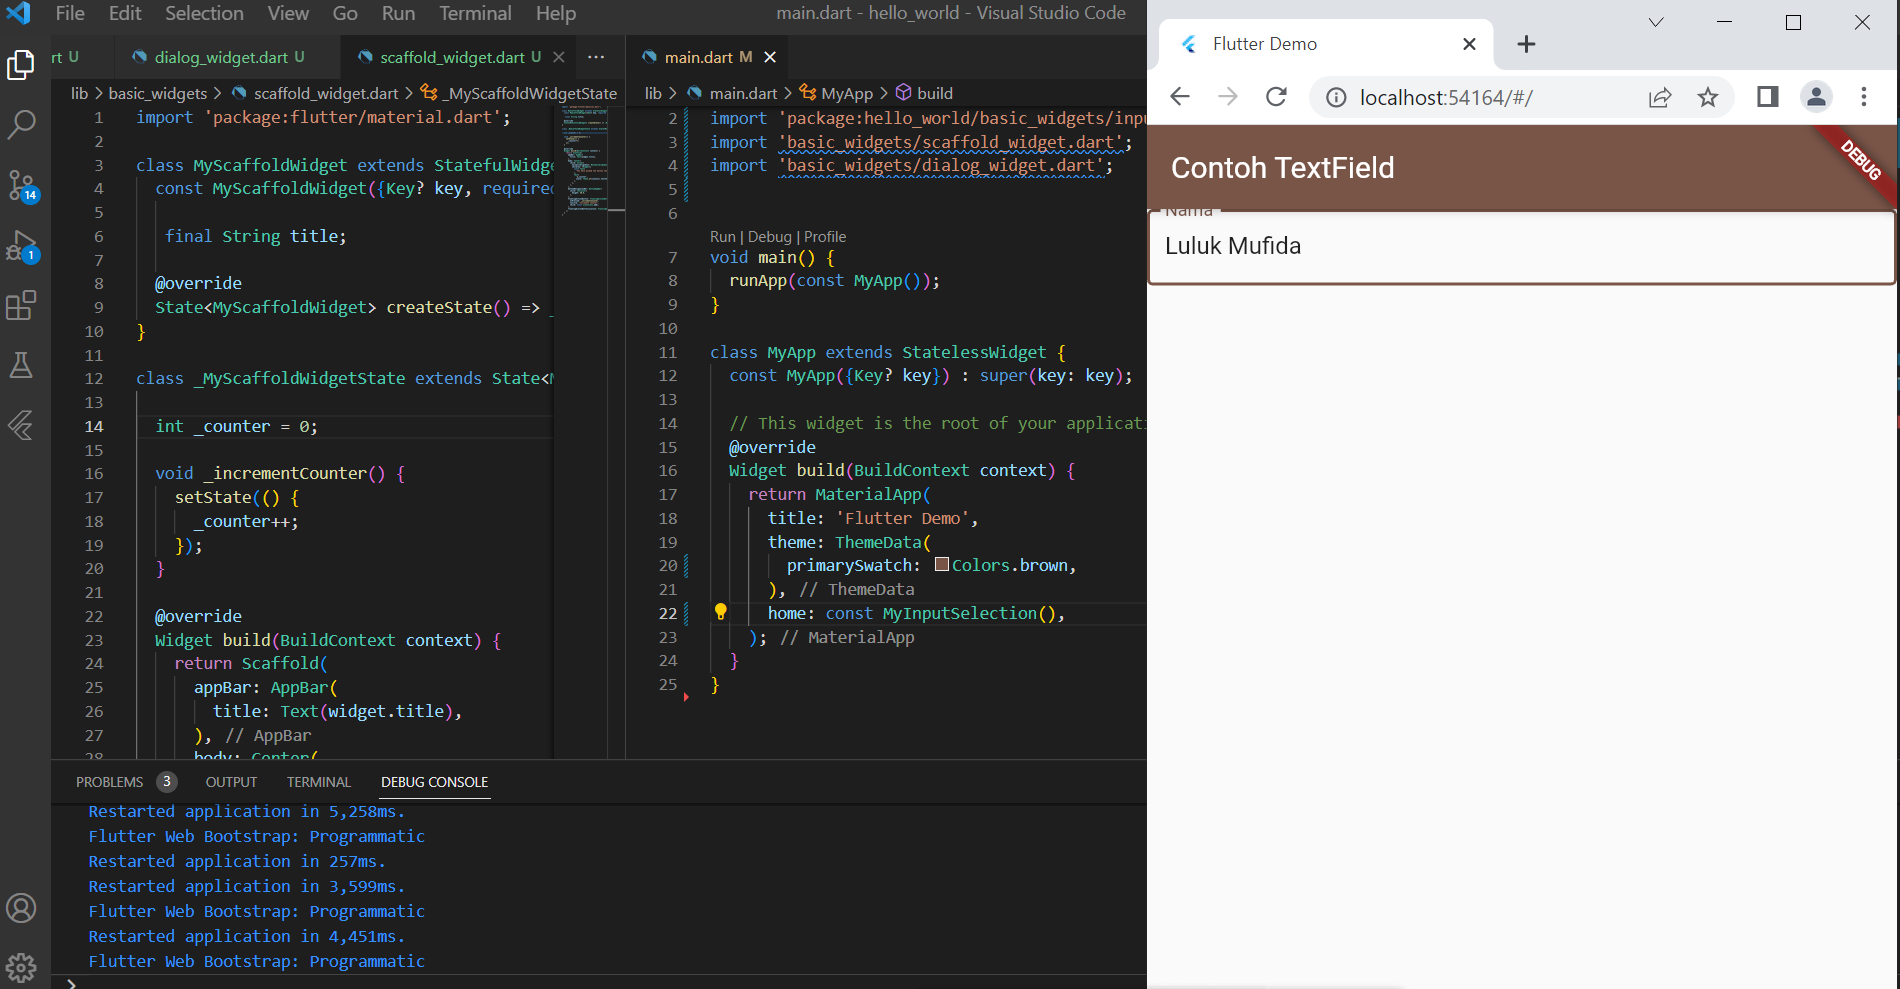 File Edit Selection View Go Run Terminal Help
main.dart - hello_world - Visual Studio Code
rt U
dialog_widget.dart U
scaffold_widget.dart U
lib > basic_widgets > scaffold_widget.dart > _MyScaffoldWidgetState
1 import 'package:flutter/material.dart';
2
3 class MyScaffoldWidget extends StatefulWidge
4 const MyScaffoldWidget({Key? key, required
5
6 final String title;
7
8 @override
9 State<MyScaffoldWidget> createState() => _
10 }
11
12 class _MyScaffoldWidgetState extends State<M
13
14 int _counter = 0;
15
16 void _incrementCounter() {
17 setState(() {
18 _counter++;
19 });
20 }
21
22 @override
23 Widget build(BuildContext context) {
24 return Scaffold(
25 appBar: AppBar(
26 title: Text(widget.title),
27 ), // AppBar
28 body: Center(
main.dart M
lib > main.dart > MyApp > build
2 import 'package:hello_world/basic_widgets/inpu
3 import 'basic_widgets/scaffold_widget.dart';
4 import 'basic_widgets/dialog_widget.dart';
5
6
Run | Debug | Profile
7 void main() {
8 runApp(const MyApp());
9 }
10
11 class MyApp extends StatelessWidget {
12 const MyApp({Key? key}) : super(key: key);
13
14 // This widget is the root of your applicati
15 @override
16 Widget build(BuildContext context) {
17 return MaterialApp(
18 title: 'Flutter Demo',
19 theme: ThemeData(
20 primarySwatch: Colors.brown,
21 ), // ThemeData
22 home: const MyInputSelection(),
23 ); // MaterialApp
24 }
25 }
14
1
PROBLEMS 3 OUTPUT TERMINAL DEBUG CONSOLE
Restarted application in 5,258ms.
Flutter Web Bootstrap: Programmatic
Restarted application in 257ms.
Restarted application in 3,599ms.
Flutter Web Bootstrap: Programmatic
Restarted application in 4,451ms.
Flutter Web Bootstrap: Programmatic
Flutter Demo
localhost:54164/#/
Contoh TextField
DEBUG
Nama
Luluk Mufida